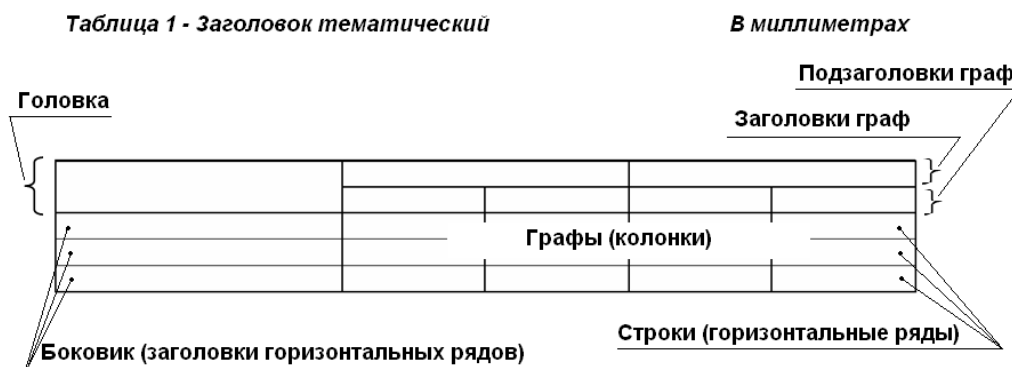 Таблица 1 - Заголовок тематический В миллиметрах
Подзаголовки граф
Головка
Заголовки граф
Графы (колонки)
Строки (горизонтальные ряды)
Боковик (заголовки горизонтальных рядов)